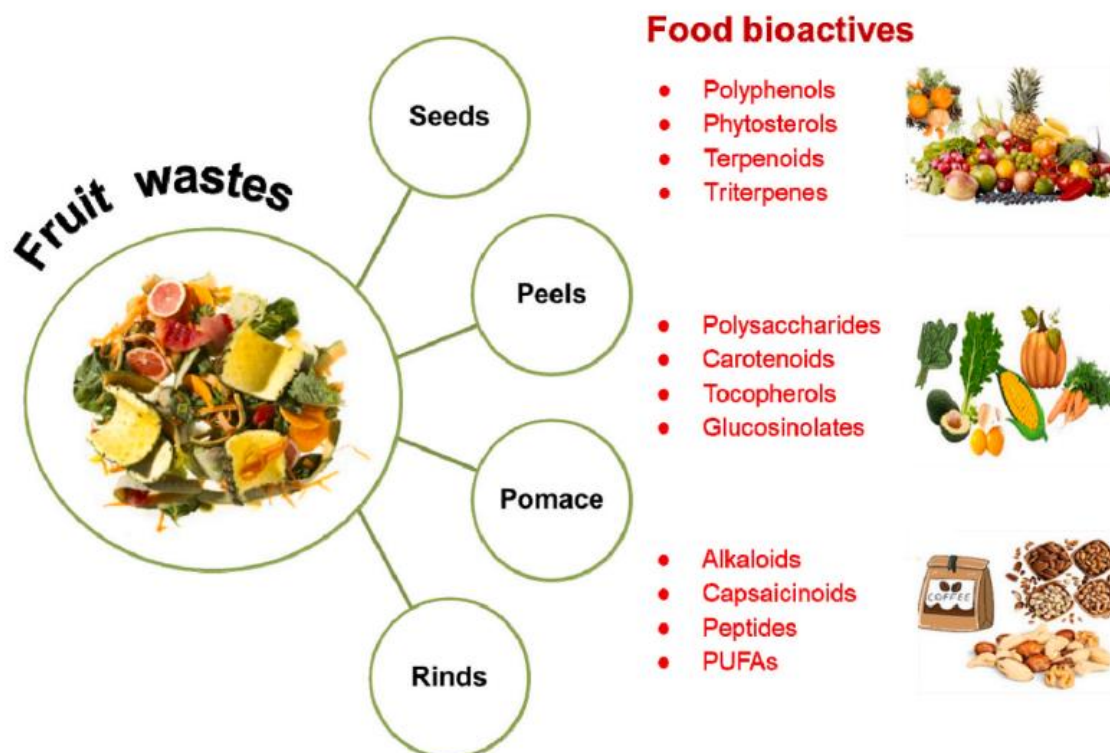 Fruit wastes
Seeds
Peels
Pomace
Rinds
Food bioactives
Polyphenols
Phytosterols
Terpenoids
Triterpenes
Polysaccharides
Carotenoids
Tocopherols
Glucosinolates
Alkaloids
Capsaicinoids
Peptides
PUFAs
COFFEE